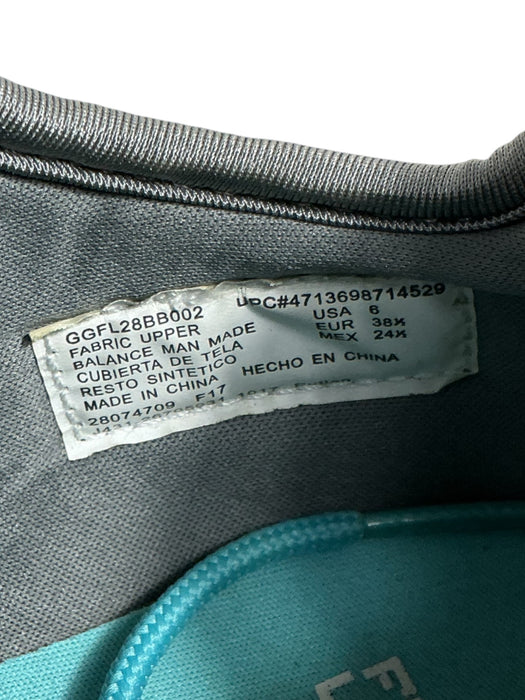 GGFL28BB002 UPC#4713698714529
FABRIC UPPER USA 6
BALANCE MAN MADE EUR 38½
CUBIERTA DE TELA MEX 24½
RESTO SINTETICO HECHO EN CHINA
MADE IN CHINA
28074709 F17